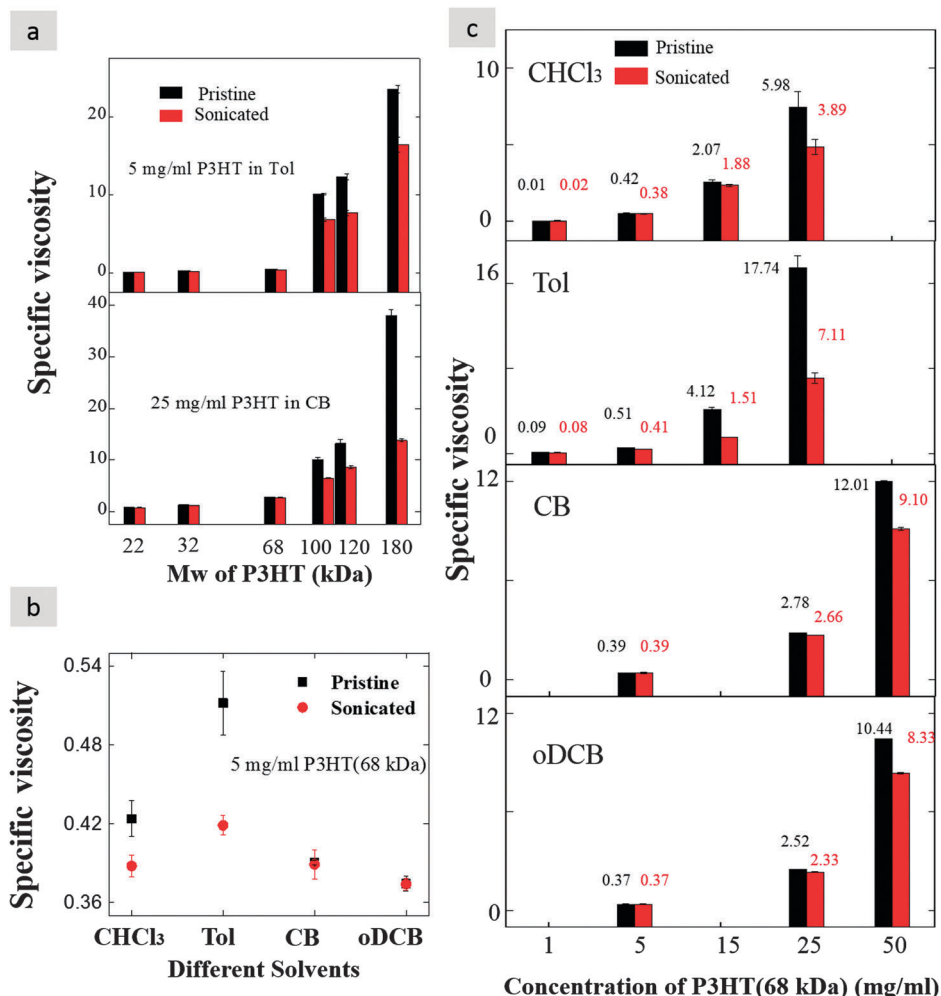 a
Specific viscosity
20
10
0
Pristine
Sonicated
5 mg/ml P3HT in Tol
40
30
20
10
0
25 mg/ml P3HT in CB
22 32 68 100 120 180
Mw of P3HT (kDa)
b
Specific viscosity
0.54
0.48
0.42
0.36
Pristine
Sonicated
5 mg/ml P3HT(68 kDa)
CHCl3 Tol CB oDCB
Different Solvents
c
Specific viscosity
Pristine
Sonicated
CHCl3
10
0
0.01 0.02
0.42 0.38
2.07 1.88
5.98 3.89
Tol
16
0
0.09 0.08
0.51 0.41
4.12 1.51
17.74 7.11
CB
12
0
0.39 0.39
2.78 2.66
12.01 9.10
oDCB
12
0
0.37 0.37
2.52 2.33
10.44 8.33
1 5 15 25 50
Concentration of P3HT(68 kDa) (mg/ml)